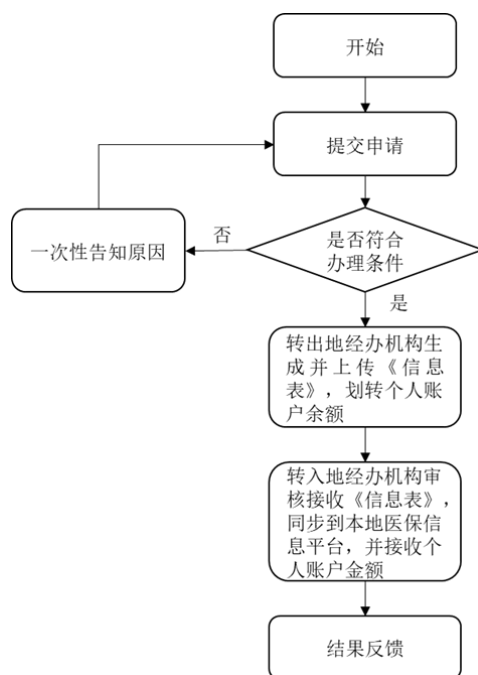 开始
提交申请
是否符合
办理条件
否
一次性告知原因
是
转出地经办机构生
成并上传《信息
表》，划转个人账
户余额
转入地经办机构审
核接收《信息表》，
同步到本地医保信
息平台，并接收个
人账户金额
结果反馈